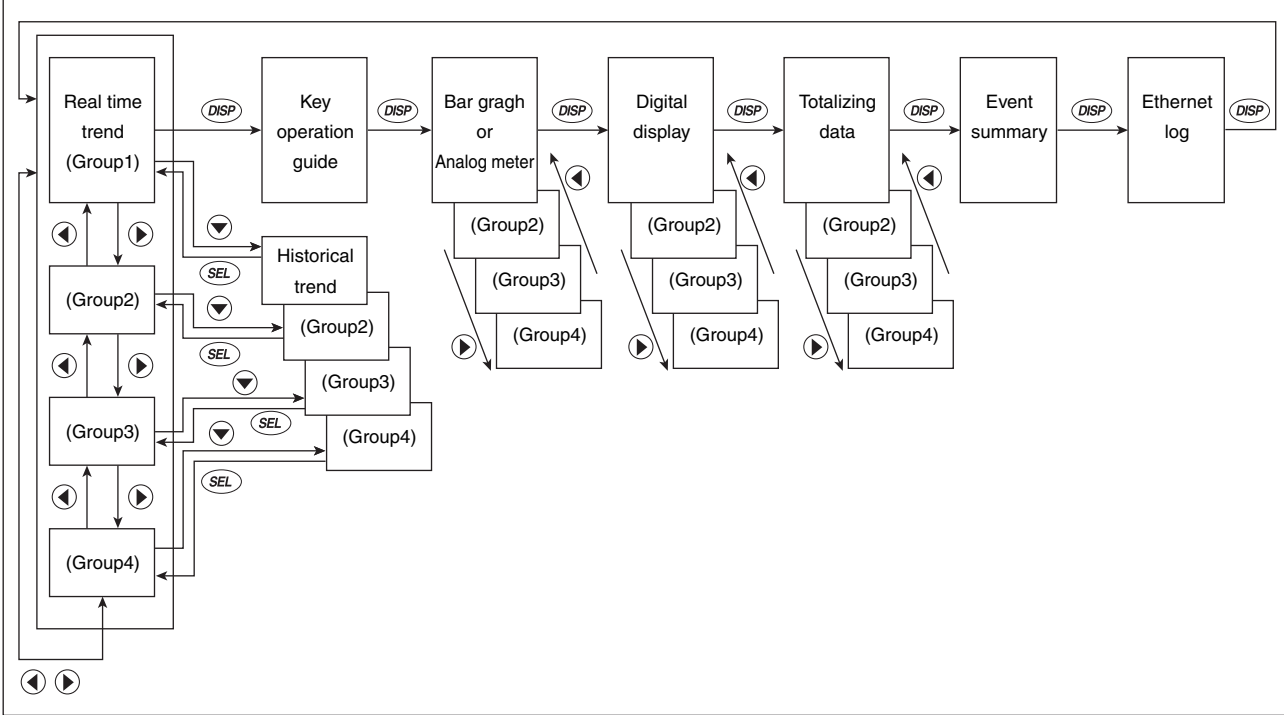 Real time
trend
(Group1)
DISP
Key
operation
guide
DISP
Bar gragh
or
Analog meter
DISP
Digital
display
DISP
Totalizing
data
DISP
Event
summary
DISP
Ethernet
log
DISP
(Group2)
(Group3)
(Group4)
SEL
Historical
trend
(Group2)
SEL
(Group3)
SEL
(Group4)
SEL
(Group2)
(Group3)
(Group4)
(Group2)
(Group3)
(Group4)
(Group2)
(Group3)
(Group4)